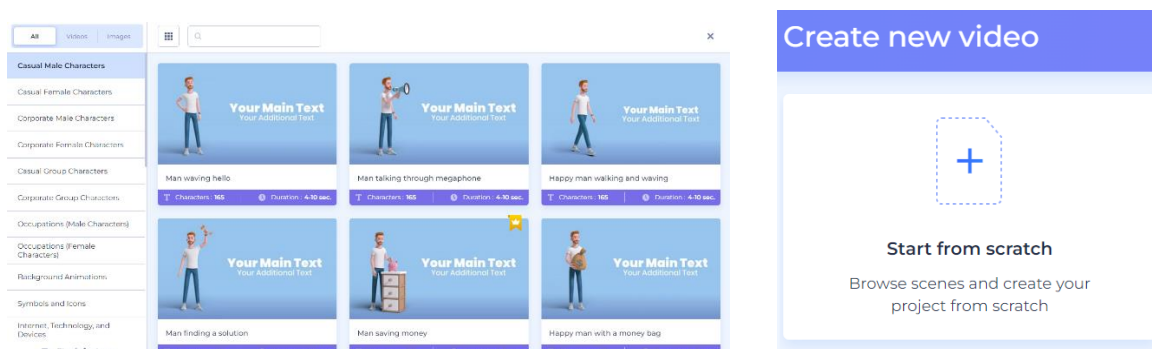 All Videos Images
Casual Male Characters
Casual Female Characters
Corporate Male Characters
Corporate Female Characters
Casual Group Characters
Corporate Group Characters
Occupations (Male Characters)
Occupations (Female
Characters)
Background Animations
Symbols and Icons
Internet, Technology, and
Devices
Your Main Text
Your Additional Text
Man waving hello
Characters: 165 Duration: 4-10 sec.
Your Main Text
Your Additional Text
Man talking through megaphone
Characters: 165 Duration: 4-10 sec.
Your Main Text
Your Additional Text
Happy man walking and waving
Characters: 165 Duration: 4-10 sec.
Your Main Text
Your Additional Text
Man finding a solution
Your Main Text
Your Additional Text
Man saving money
Your Main Text
Your Additional Text
Happy man with a money bag
Create new video
Start from scratch
Browse scenes and create your
project from scratch